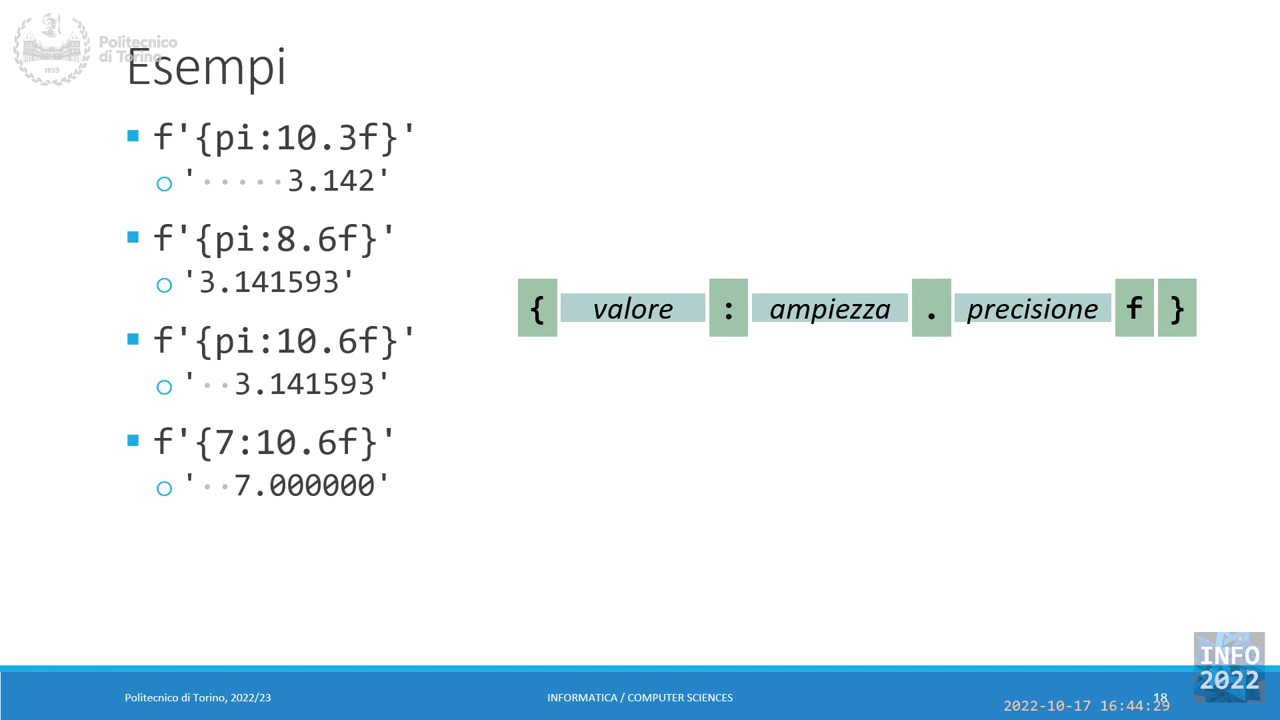 Politecnico
di Torino
1859
Esempi
f'{pi:10.3f}'
'·····3.142'
f'{pi:8.6f}'
'3.141593'
f'{pi:10.6f}'
'··3.141593'
f'{7:10.6f}'
'··7.000000'
{ valore : ampiezza . precisione f }
Politecnico di Torino, 2022/23
INFORMATICA / COMPUTER SCIENCES
18
INFO
2022
2022-10-17 16:44:29